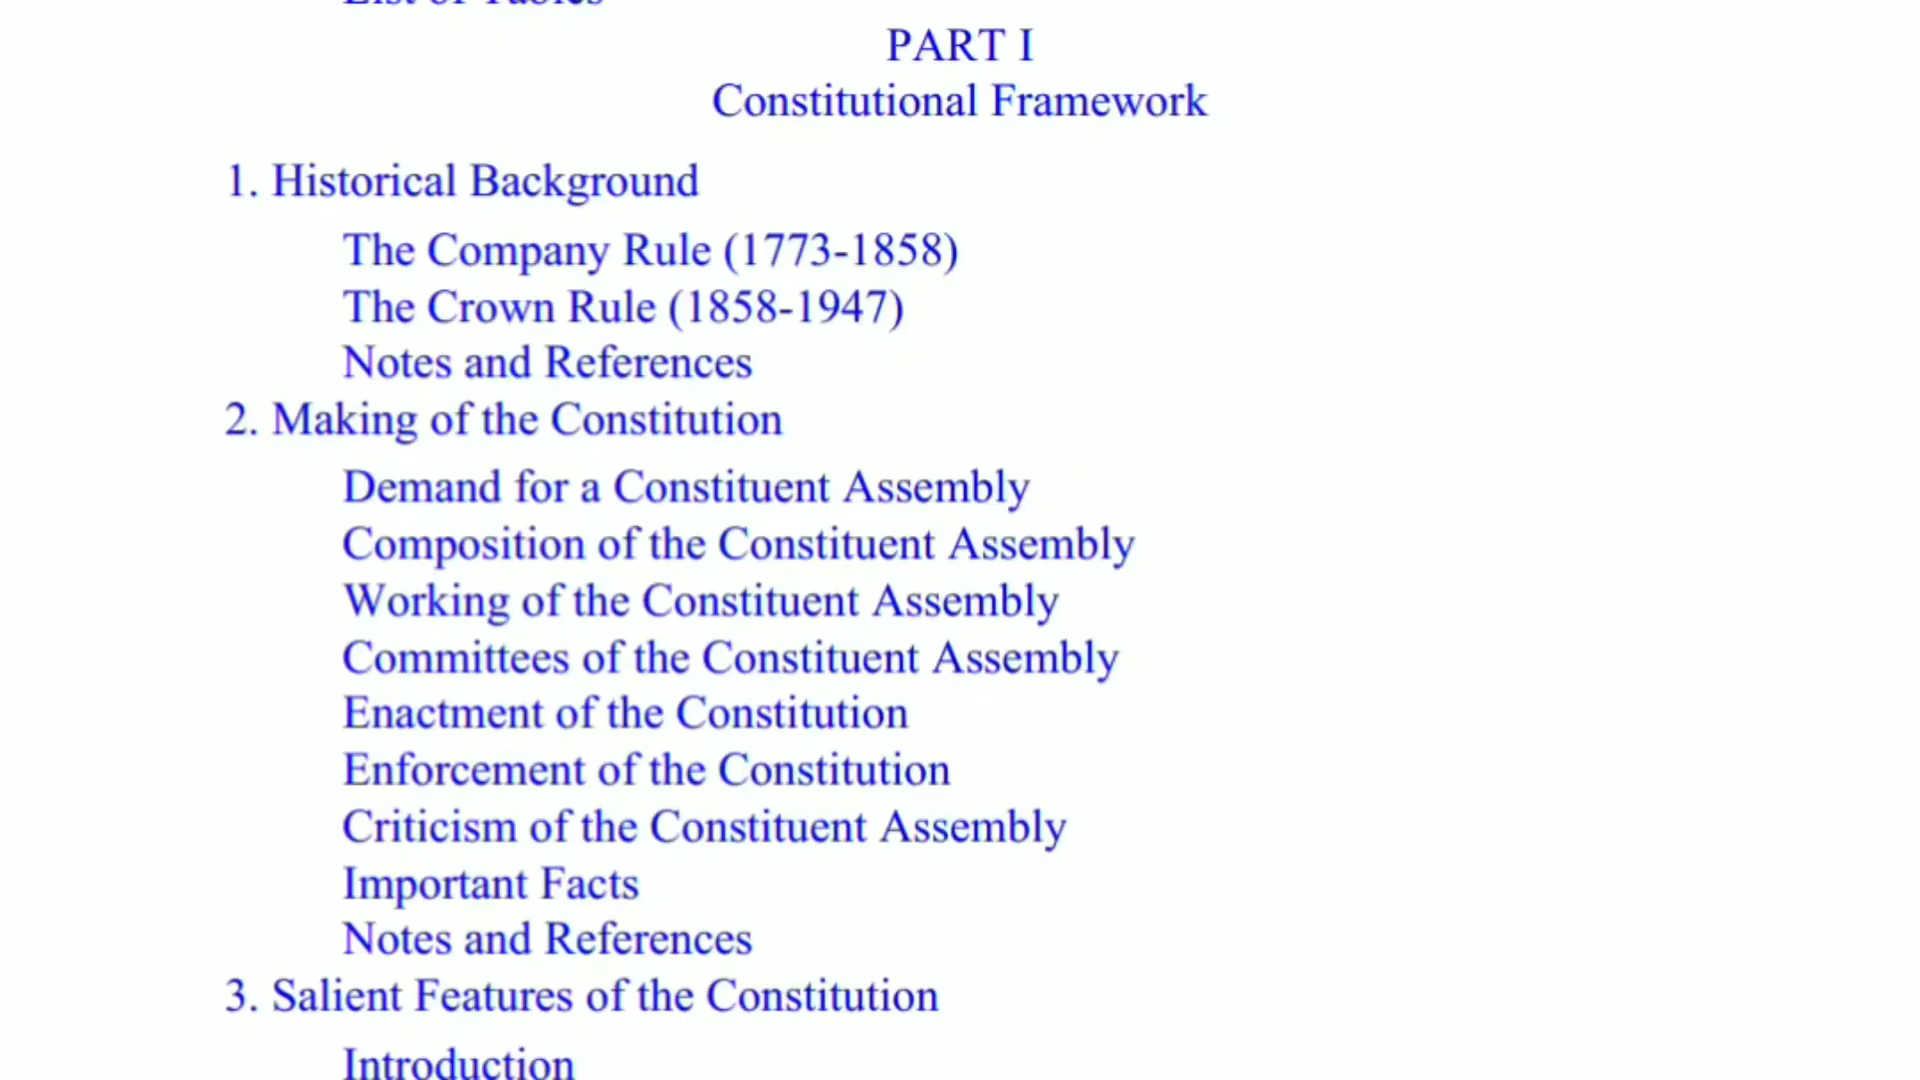 List of Tables
PART I
Constitutional Framework
1. Historical Background
The Company Rule (1773-1858)
The Crown Rule (1858-1947)
Notes and References
2. Making of the Constitution
Demand for a Constituent Assembly
Composition of the Constituent Assembly
Working of the Constituent Assembly
Committees of the Constituent Assembly
Enactment of the Constitution
Enforcement of the Constitution
Criticism of the Constituent Assembly
Important Facts
Notes and References
3. Salient Features of the Constitution
Introduction